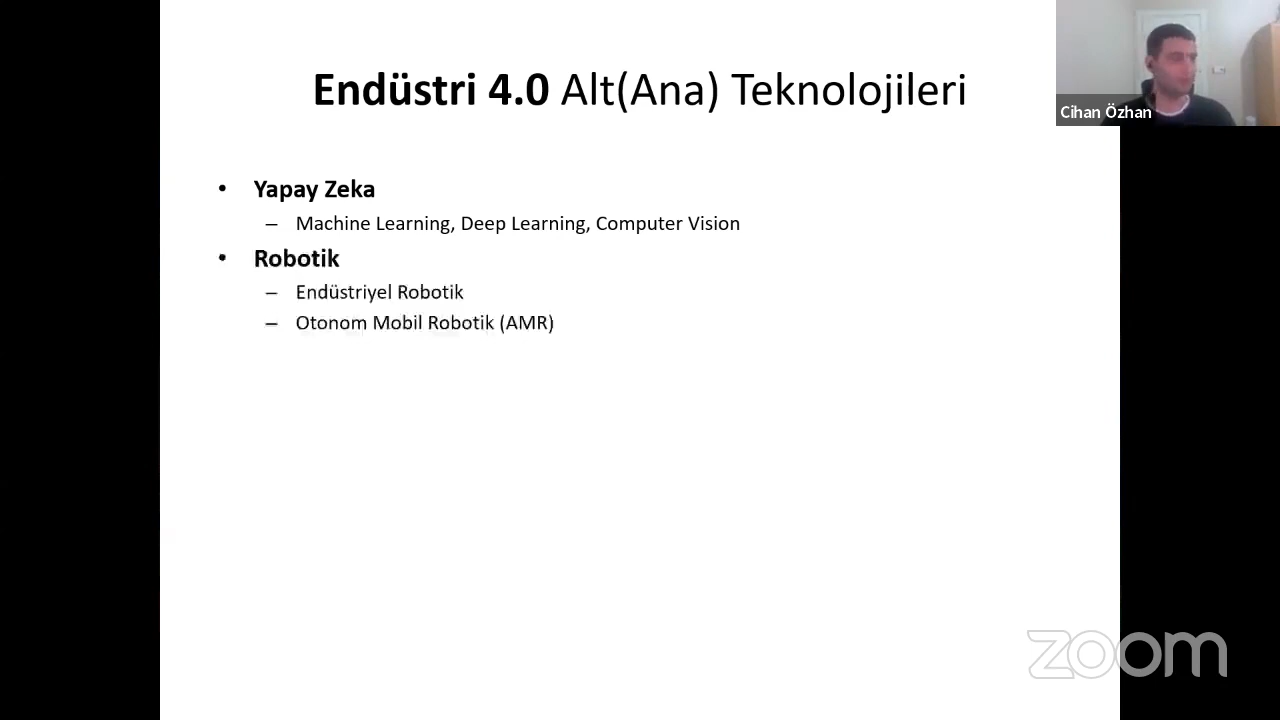 Endüstri 4.0 Alt(Ana) Teknolojileri
Cihan Özhan
• Yapay Zeka
– Machine Learning, Deep Learning, Computer Vision
• Robotik
– Endüstriyel Robotik
– Otonom Mobil Robotik (AMR)
zoom